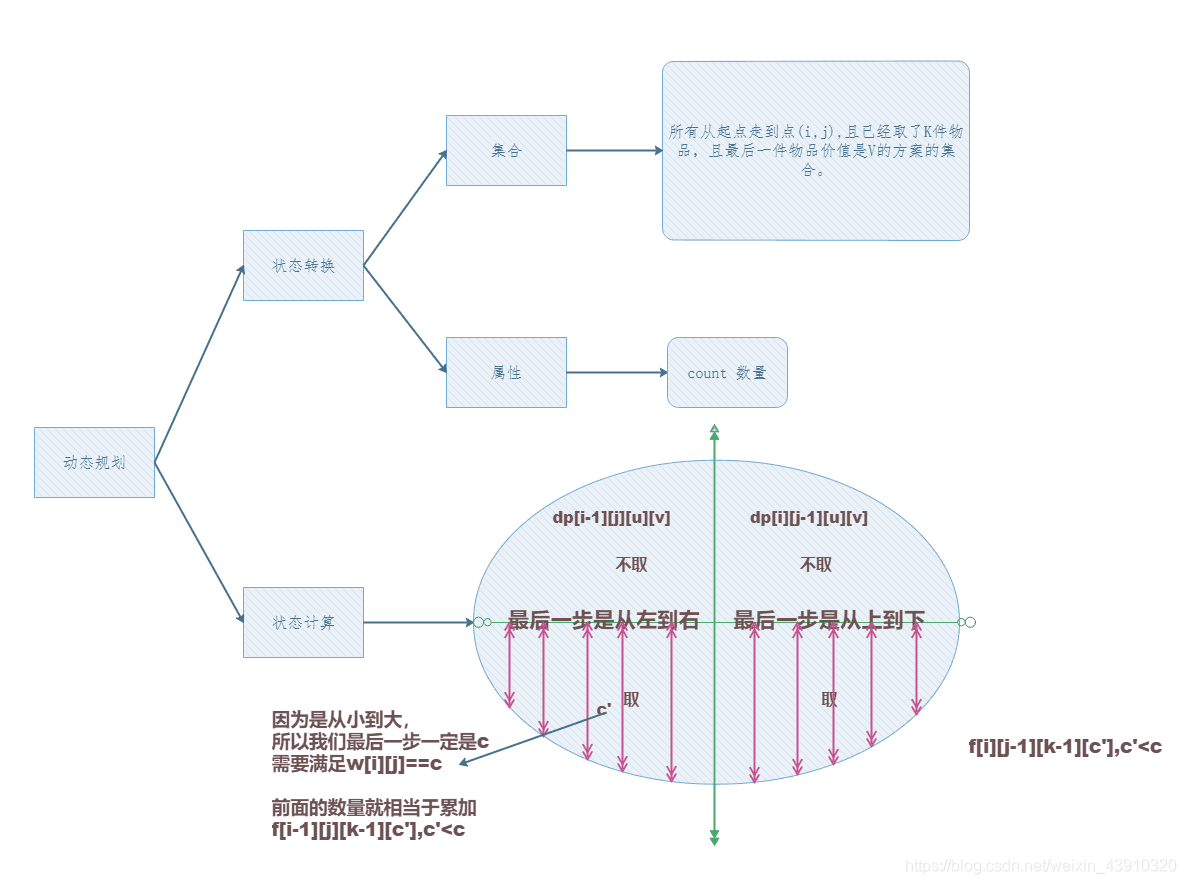 所有从起点走到点(i,j),且已经取了K件物
品，且最后一件物品价值是V的方案的集
合。
集合
状态转换
属性
count 数量
动态规划
状态计算
dp[i-1][j][u][v]
dp[i][j-1][u][v]
不取
不取
最后一步是从左到右
最后一步是从上到下
取
取
c'
因为是从小到大，
所以我们最后一步一定是c
需要满足w[i][j]==c
前面的数量就相当于累加
f[i-1][j][k-1][c'],c'<c
f[i][j-1][k-1][c'],c'<c
https://blog.csdn.net/weixin_43910320